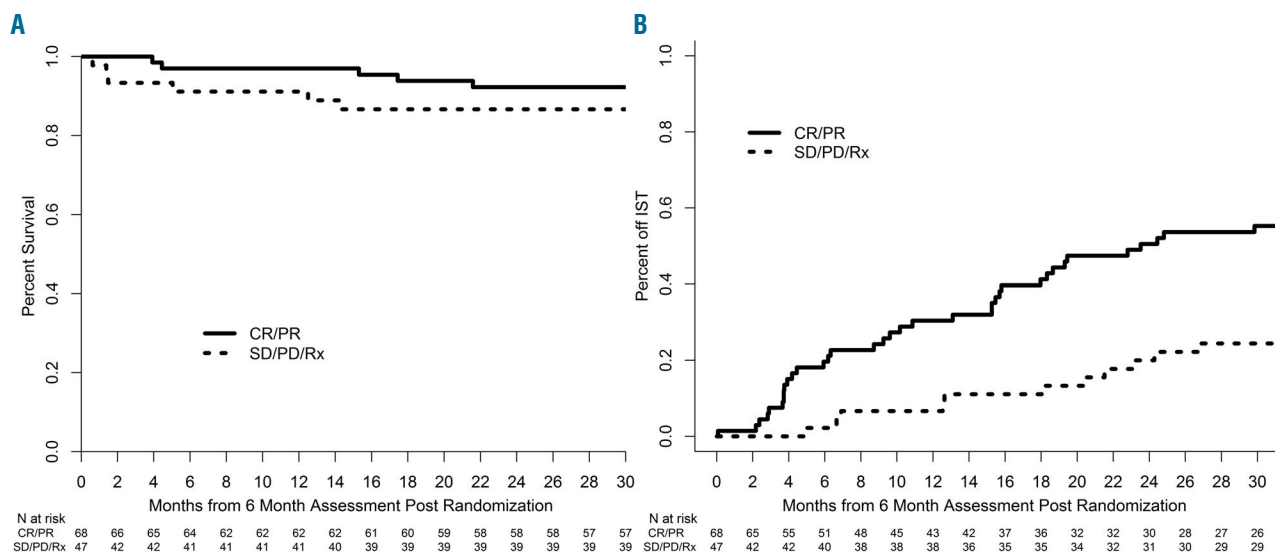 A
1.0
0.8
0.6
0.4
0.2
0.0
Percent Survival
CR/PR
SD/PD/Rx
0 2 4 6 8 10 12 14 16 18 20 22 24 26 28 30
Months from 6 Month Assessment Post Randomization
N at risk
CR/PR 68 66 65 64 62 62 62 62 61 60 59 58 58 58 57 57
SD/PD/Rx 47 42 42 41 41 41 41 40 39 39 39 39 39 39 39 39
B
1.0
0.8
0.6
0.4
0.2
0.0
Percent off IST
CR/PR
SD/PD/Rx
0 2 4 6 8 10 12 14 16 18 20 22 24 26 28 30
Months from 6 Month Assessment Post Randomization
N at risk
CR/PR 68 65 55 51 48 45 43 42 37 36 32 32 30 28 27 26
SD/PD/Rx 47 42 42 40 38 38 38 36 35 35 34 32 31 30 29 29